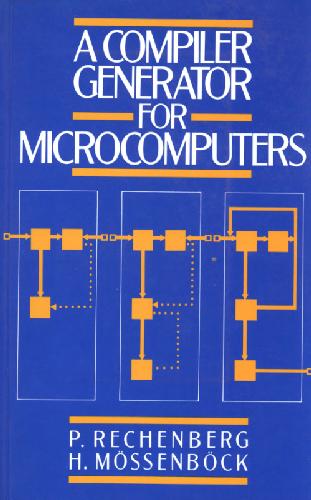 A COMPILER
GENERATOR
FOR
MICROCOMPUTERS
P. RECHENBERG
H. MÖSSENBÖCK